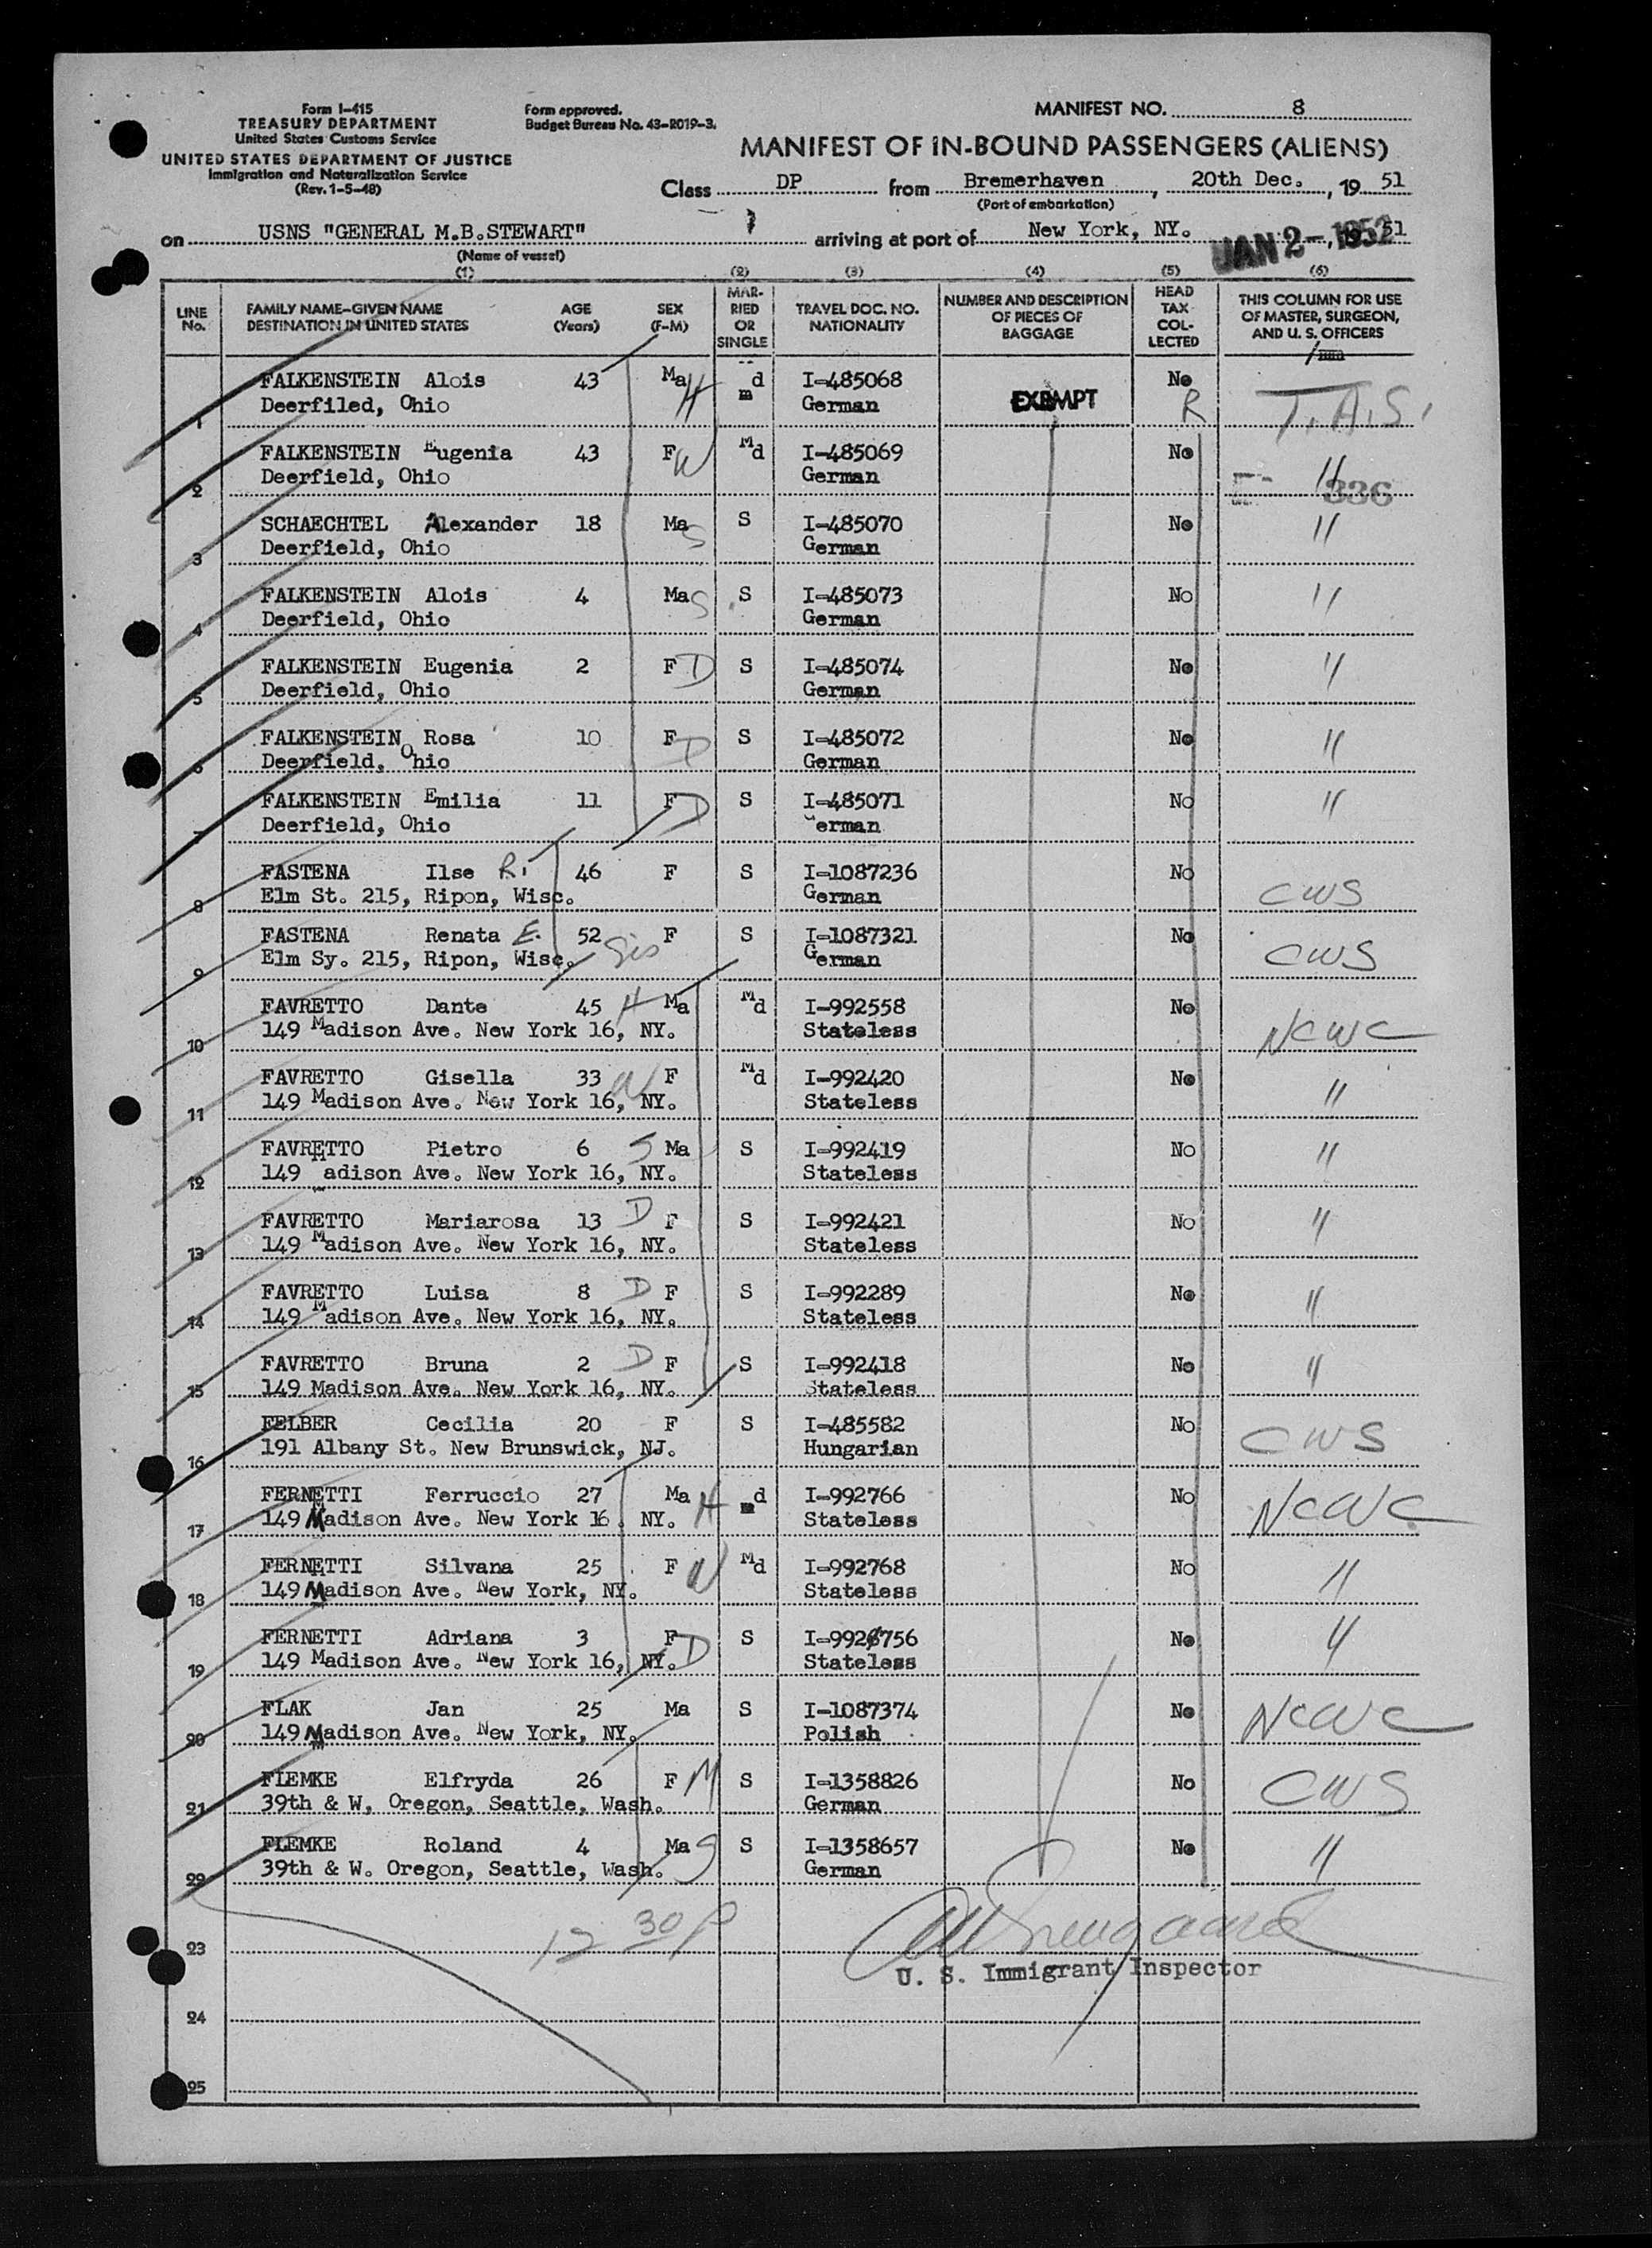 Form I-415
TREASURY DEPARTMENT
United States Customs Service
UNITED STATES DEPARTMENT OF JUSTICE
Immigration and Naturalization Service
(Rev. 1-5-48)
Form approved.
Budget Bureau No. 43-R019-3.
MANIFEST NO. 8
MANIFEST OF IN-BOUND PASSENGERS (ALIENS)
Class DP from Bremerhaven, 20th Dec., 19 51
(Port of embarkation)
on USNS "GENERAL M.B.STEWART" arriving at port of New York, NY. JAN 2- 1952 51
(Name of vessel)
(1) (2) (3) (4) (5) (6)
LINE No. FAMILY NAME-GIVEN NAME DESTINATION IN UNITED STATES AGE (Years) SEX (F-M) MAR-RIED OR SINGLE TRAVEL DOC. NO. NATIONALITY NUMBER AND DESCRIPTION OF PIECES OF BAGGAGE HEAD TAX COL-LECTED THIS COLUMN FOR USE OF MASTER, SURGEON, AND U. S. OFFICERS
FALKENSTEIN Alois 43 Ma H md I-485068 No
1 Deerfiled, Ohio German EXEMPT R T.A.S.
FALKENSTEIN Eugenia 43 F W Md I-485069 No "
2 Deerfield, Ohio German 336
SCHAECHTEL Alexander 18 Ma S S I-485070 No "
3 Deerfield, Ohio German
FALKENSTEIN Alois 4 Ma S S I-485073 No "
4 Deerfield, Ohio German
FALKENSTEIN Eugenia 2 F D S I-485074 No "
5 Deerfield, Ohio German
FALKENSTEIN Rosa 10 F D S I-485072 No "
6 Deerfield, Ohio German
FALKENSTEIN Emilia 11 F D S I-485071 No "
7 Deerfield, Ohio German
FASTENA Ilse R. 46 F S I-1087236 No CWS
8 Elm St. 215, Ripon, Wisc. German
FASTENA Renata E. 52 Sis F S I-1087321 No CWS
9 Elm Sy. 215, Ripon, Wisc. German
FAVRETTO Dante 45 H Ma Md I-992558 No
10 149 Madison Ave. New York 16, NY. Stateless NCWC
FAVRETTO Gisella 33 W F Md I-992420 No "
11 149 Madison Ave. New York 16, NY. Stateless
FAVRETTO Pietro 6 S Ma S I-992419 No "
12 149 Madison Ave. New York 16, NY. Stateless
FAVRETTO Mariarosa 13 D F S I-992421 No "
13 149 Madison Ave. New York 16, NY. Stateless
FAVRETTO Luisa 8 D F S I-992289 No "
14 149 Madison Ave. New York 16, NY. Stateless
FAVRETTO Bruna 2 D F S I-992418 No "
15 149 Madison Ave. New York 16, NY. Stateless
FELBER Cecilia 20 F S I-485582 No CWS
16 191 Albany St. New Brunswick, NJ. Hungarian
FERNETTI Ferruccio 27 Ma H md I-992766 No NCWC
17 149 Madison Ave. New York 16. NY. Stateless
FERNETTI Silvana 25 F W Md I-992768 No "
18 149 Madison Ave. New York, NY. Stateless
FERNETTI Adriana 3 F D S No "
19 149 Madison Ave. New York 16, NY. Stateless
FLAK Jan 25 Ma S I-1087374 No NCWC
20 149 Madison Ave. New York, NY. Polish
FIEMKE Elfryda 26 F M S I-1358826 No CWS
21 39th & W, Oregon, Seattle, Wash. German
FIEMKE Roland 4 Ma S S I-1358657 No "
22 39th & W. Oregon, Seattle, Wash. German
12 30 p
23
U. S. Immigrant Inspector
24
25